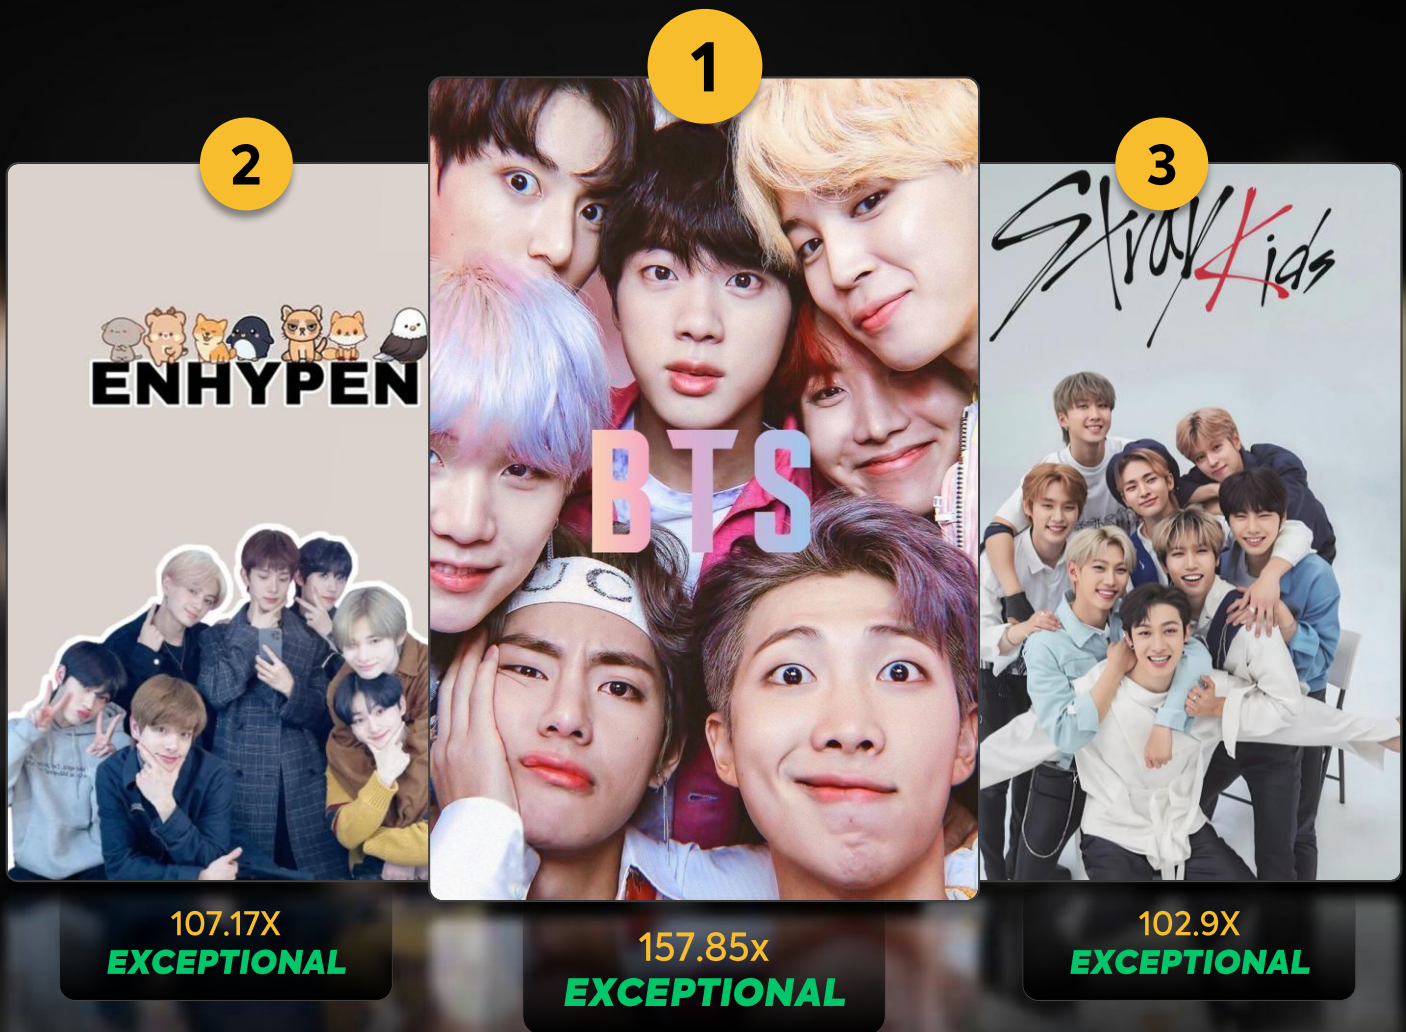 1
2
3
ENHYPEN
BTS
Stray Kids
107.17X
EXCEPTIONAL
157.85x
EXCEPTIONAL
102.9X
EXCEPTIONAL